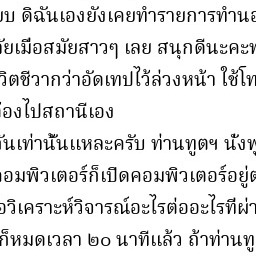 ยบ ดิฉันเองยังเคยทำรายการทำน
วัยเมื่อสมัยสาวๆ เลย สนุกดีนะคะ
วิตชีวากว่าอัดเทปไว้ล่วงหน้า ใช้โท
้องไปสถานีเอง
ันเท่านั้นแหละครับ ท่านทูตฯ นั่งพู
คอมพิวเตอร์ก็เปิดคอมพิวเตอร์อยู่ต
อวิเคราะห์วิจารณ์อะไรต่ออะไรที่ผ่า
ก็หมดเวลา ๒๐ นาทีแล้ว ถ้าท่านทู